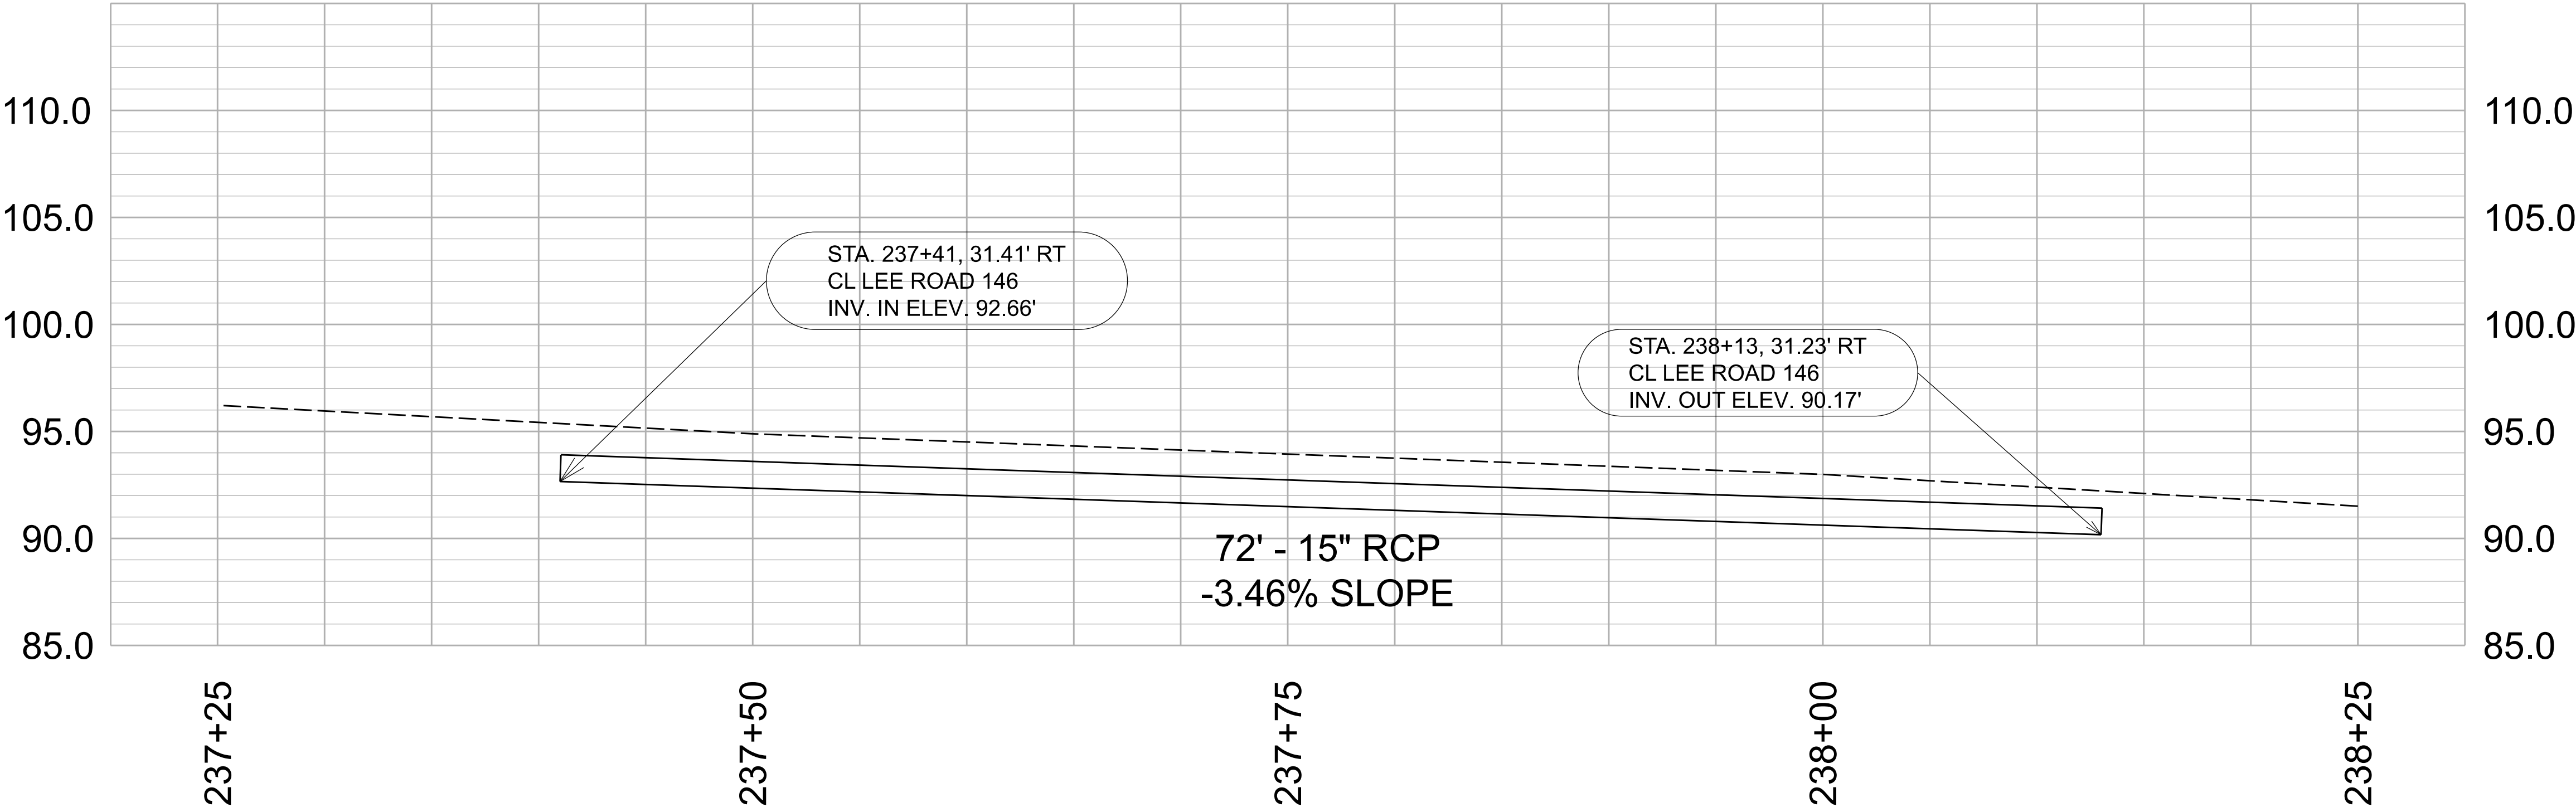 110.0 110.0
105.0 105.0
STA. 237+41, 31.41' RT
CL LEE ROAD 146
INV. IN ELEV. 92.66'
100.0 100.0
STA. 238+13, 31.23' RT
CL LEE ROAD 146
INV. OUT ELEV. 90.17'
95.0 95.0
90.0 90.0
72' - 15" RCP
-3.46% SLOPE
85.0 85.0
237+25 237+50 237+75 238+00 238+25